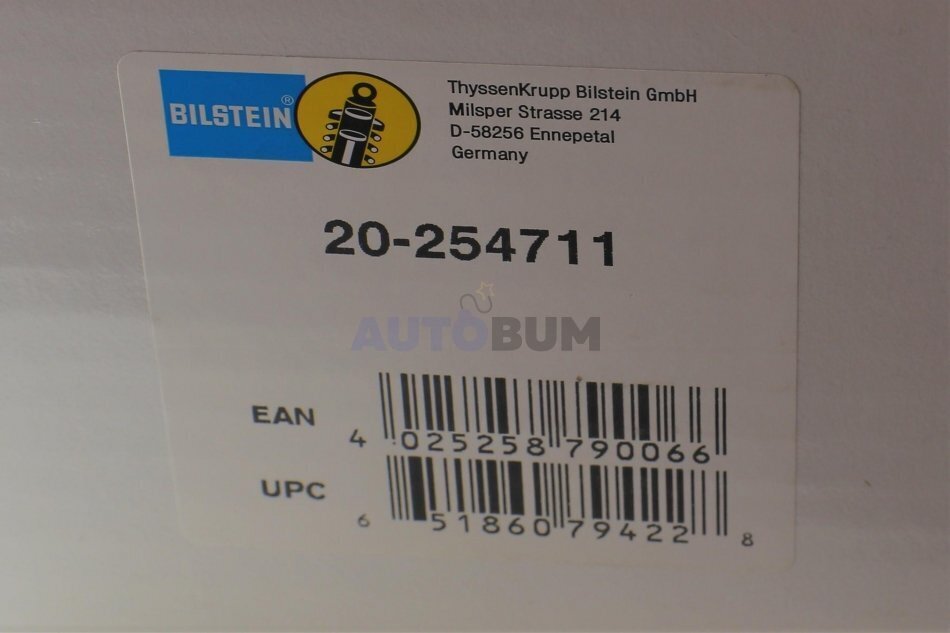 BILSTEIN®
ThyssenKrupp Bilstein GmbH
Milsper Strasse 214
D-58256 Ennepetal
Germany
20-254711
AUTOBUM
EAN
4 025258 790066
UPC
6 51860 79422 8